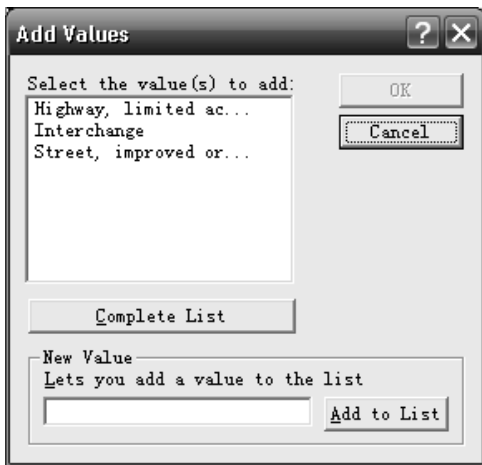 Add Values
Select the value(s) to add:
Highway, limited ac...
Interchange
Street, improved or...
OK
Cancel
Complete List
New Value
Lets you add a value to the list
Add to List